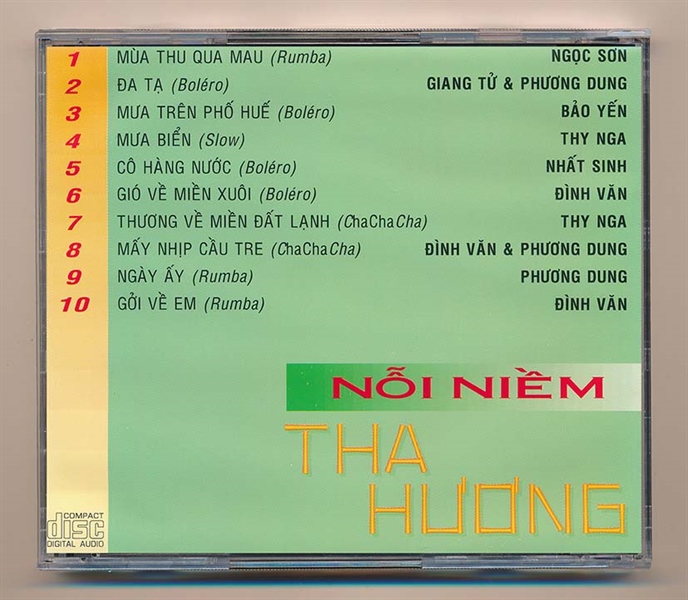 1 MÙA THU QUA MAU (Rumba) NGỌC SƠN
2 ĐA TẠ (Boléro) GIANG TỬ & PHƯƠNG DUNG
3 MƯA TRÊN PHỐ HUẾ (Boléro) BẢO YẾN
4 MƯA BIỂN (Slow) THY NGA
5 CÔ HÀNG NƯỚC (Boléro) NHẤT SINH
6 GIÓ VỀ MIỀN XUÔI (Boléro) ĐÌNH VĂN
7 THƯƠNG VỀ MIỀN ĐẤT LẠNH (ChaChaCha) THY NGA
8 MẤY NHỊP CẦU TRE (ChaChaCha) ĐÌNH VĂN & PHƯƠNG DUNG
9 NGÀY ẤY (Rumba) PHƯƠNG DUNG
10 GỞI VỀ EM (Rumba) ĐÌNH VĂN
NỖI NIỀM
THA
HƯƠNG
COMPACT
disc
DIGITAL AUDIO